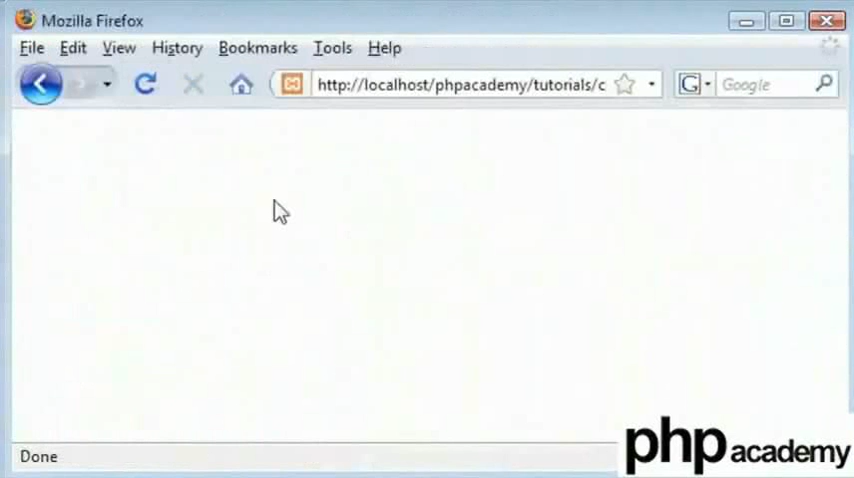 Mozilla Firefox
File Edit View History Bookmarks Tools Help
http://localhost/phpacademy/tutorials/c G Google
Done
php academy